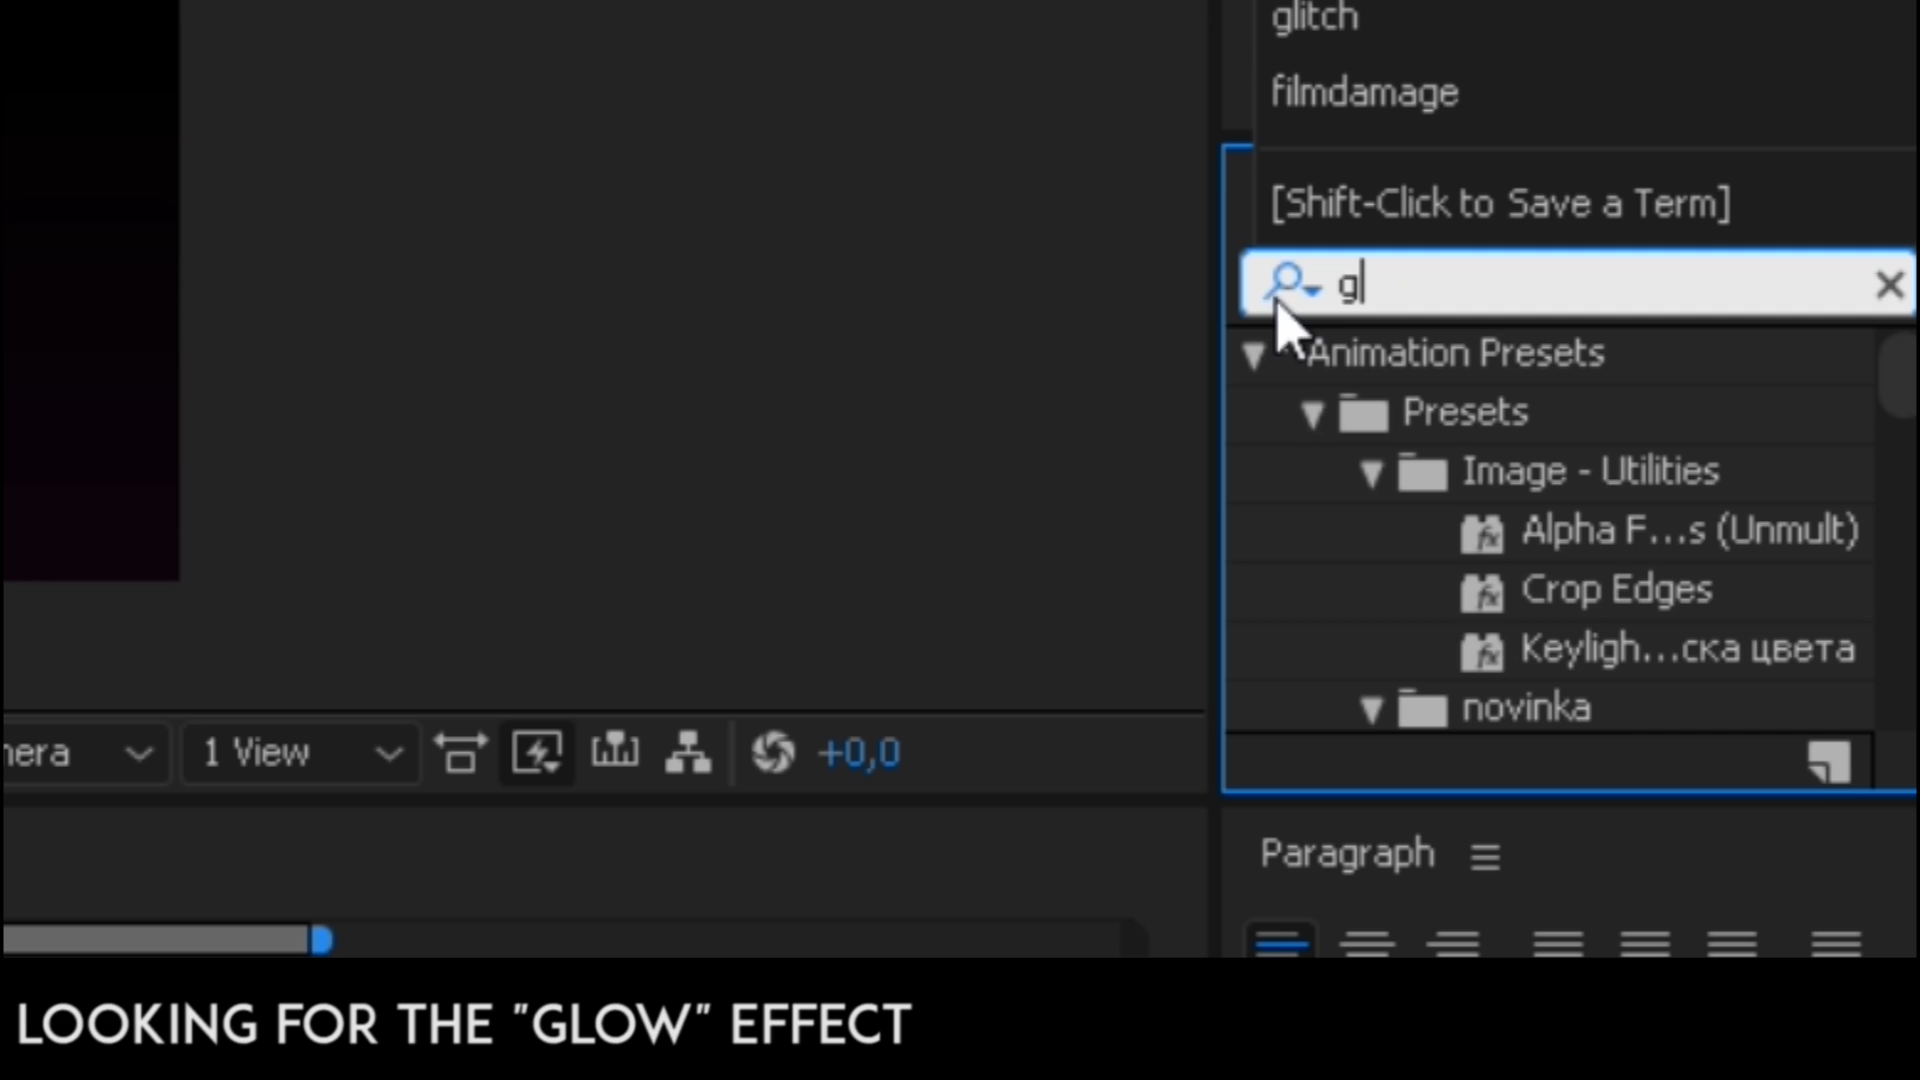 glitch
filmdamage
[Shift-Click to Save a Term]
g
Animation Presets
Presets
Image - Utilities
Alpha F...s (Unmult)
Crop Edges
Keyligh...ска цвета
novinka
nera
1 View
+0,0
Paragraph
LOOKING FOR THE "GLOW" EFFECT